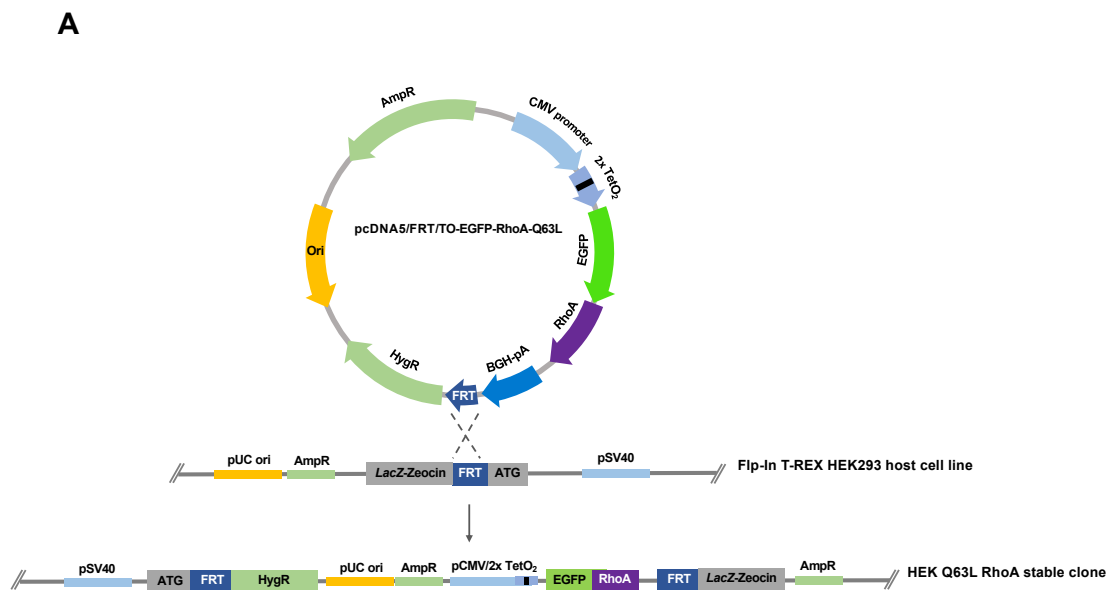 A
AmpR
CMV promoter
2x TetO₂
pcDNA5/FRT/TO-EGFP-RhoA-Q63L
Ori
EGFP
RhoA
HygR
BGH-pA
FRT
pUC ori
AmpR
LacZ-Zeocin
FRT
ATG
pSV40
Flp-In T-REX HEK293 host cell line
pSV40
ATG
FRT
HygR
pUC ori
AmpR
pCMV/2x TetO₂
EGFP
RhoA
FRT
LacZ-Zeocin
AmpR
HEK Q63L RhoA stable clone